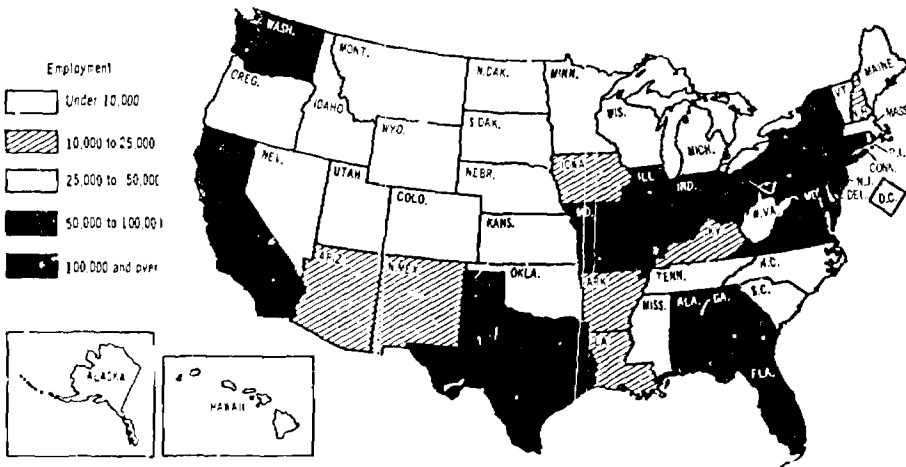 Employment
Under 10,000
10,000 to 25,000
25,000 to 50,000
50,000 to 100,000
100,000 and over
WASH.
OREG.
IDAHO
MONT.
N.DAK.
S.DAK.
WYO.
NEBR.
NEV.
UTAH
COLO.
KANS.
ARIZ.
N.MEX.
OKLA.
MINN.
IOWA
WIS.
MICH.
ILL.
IND.
KY.
W.VA.
TENN.
ARK.
LA.
MISS.
ALA.
GA.
FLA.
S.C.
MAINE
VT.
N.H.
MASS.
R.I.
CONN.
N.J.
DEL.
D.C.
ALASKA
HAWAII